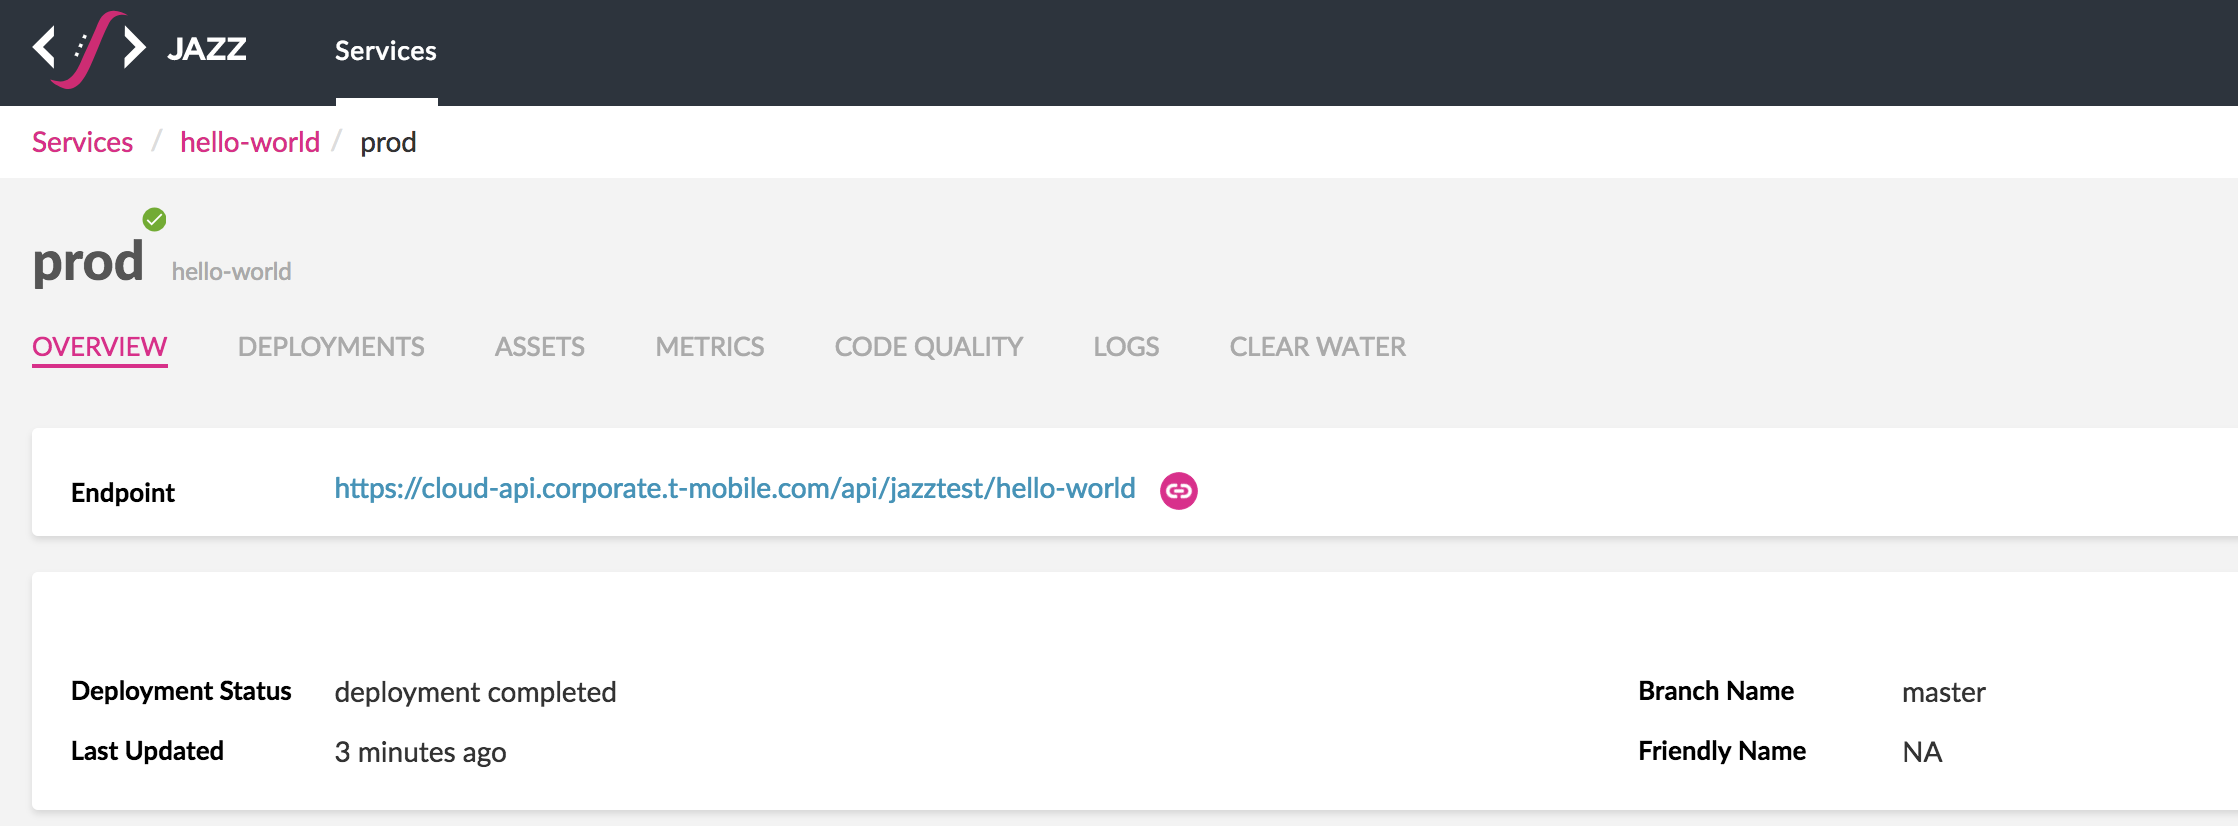 JAZZ Services
Services / hello-world / prod
prod hello-world
OVERVIEW DEPLOYMENTS ASSETS METRICS CODE QUALITY LOGS CLEAR WATER
Endpoint https://cloud-api.corporate.t-mobile.com/api/jazztest/hello-world
Deployment Status deployment completed Branch Name master
Last Updated 3 minutes ago Friendly Name NA